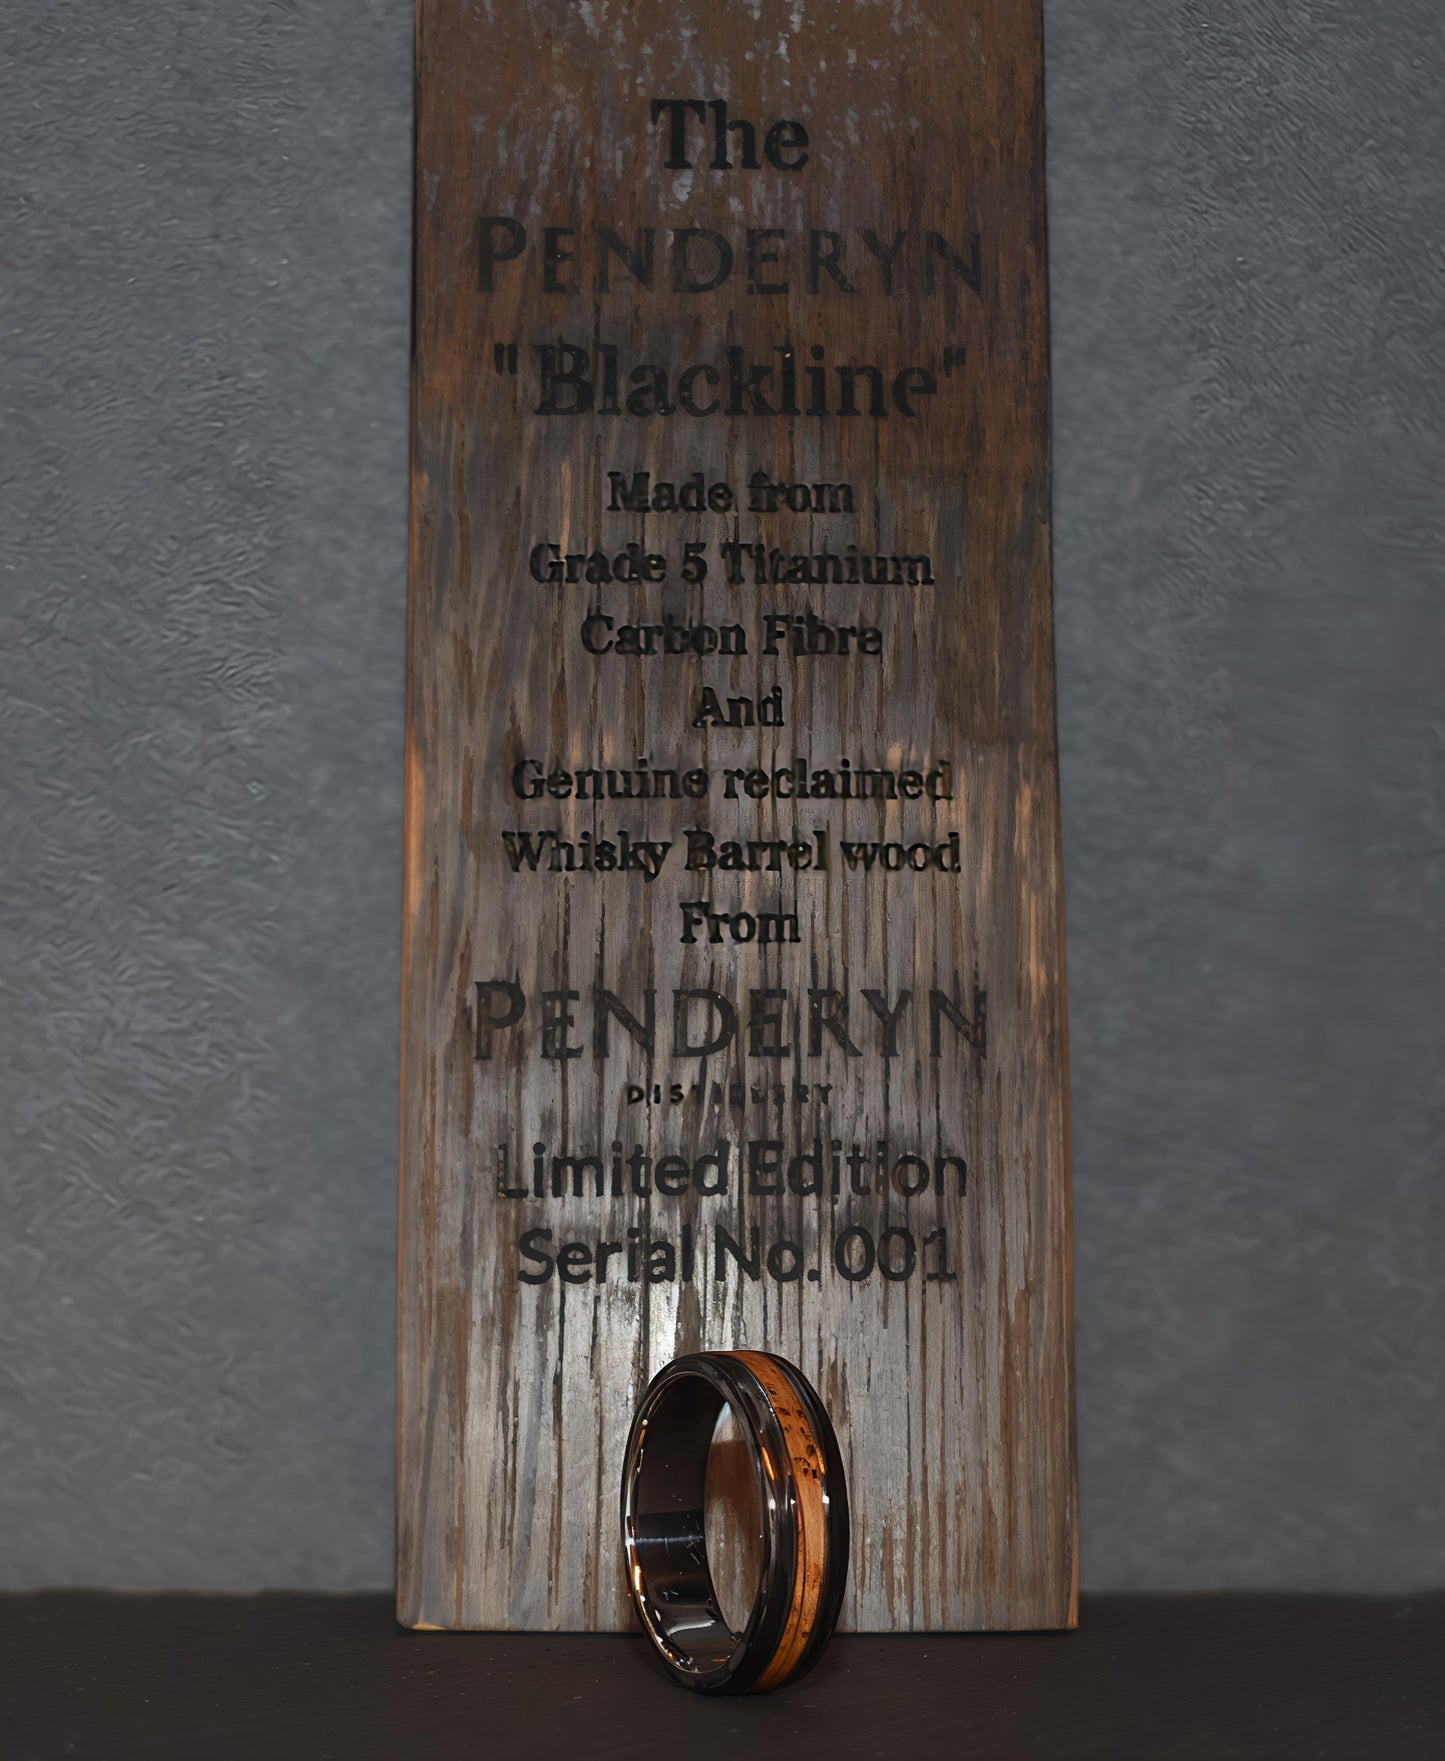 The
PENDERYN
"Blackline"
Made from
Grade 5 Titanium
Carbon Fibre
And
Genuine reclaimed
Whisky Barrel wood
From
PENDERYN
DISTILLERY
Limited Edition
Serial No. 001